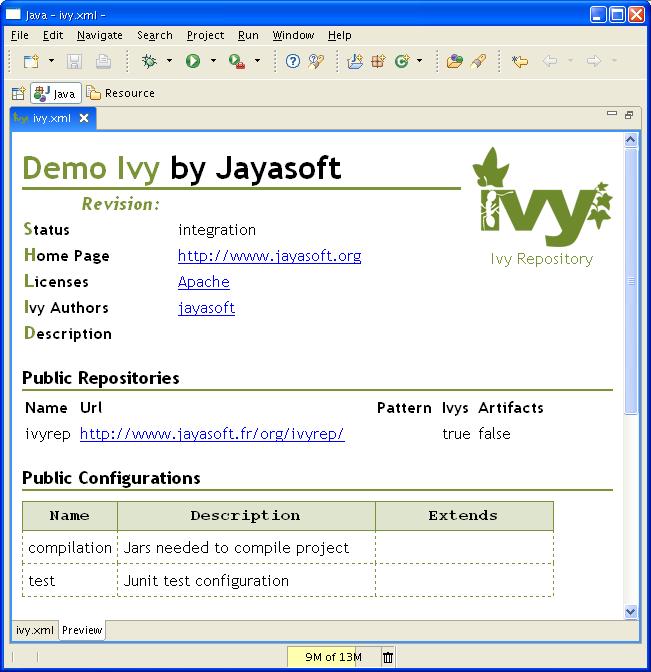 Java - ivy.xml -
File Edit Navigate Search Project Run Window Help
Java Resource
ivy ivy.xml
Demo Ivy by Jayasoft
ivy
Ivy Repository
Revision:
Status integration
Home Page http://www.jayasoft.org
Licenses Apache
Ivy Authors jayasoft
Description
Public Repositories
Name Url Pattern Ivys Artifacts
ivyrep http://www.jayasoft.fr/org/ivyrep/ true false
Public Configurations
Name Description Extends
compilation Jars needed to compile project
test Junit test configuration
ivy.xml Preview
9M of 13M